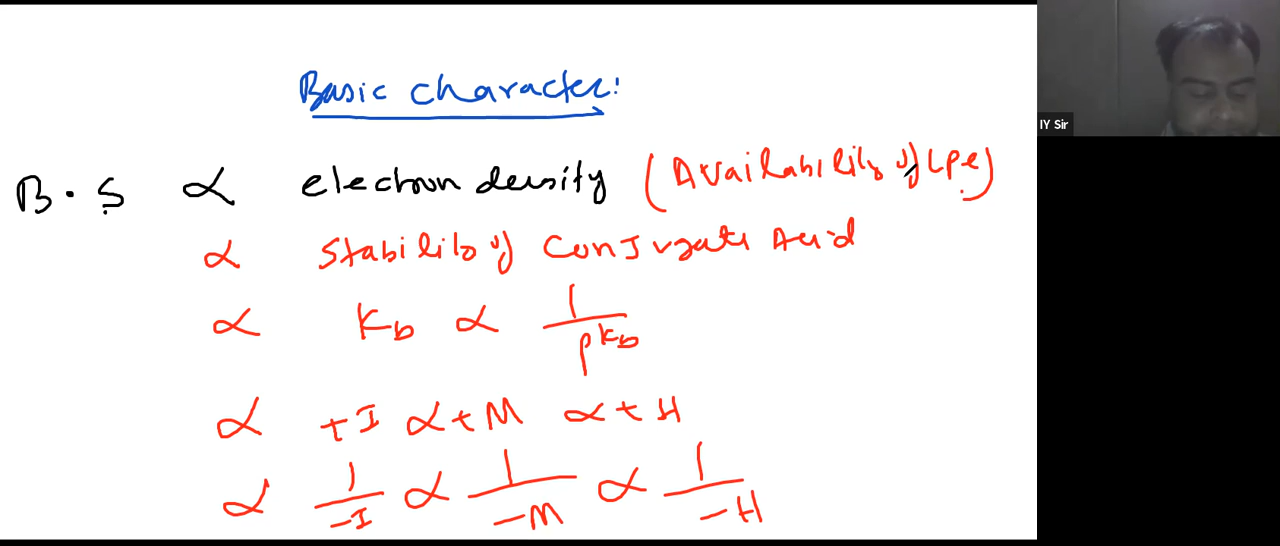 Basic character:
IY Sir
B.S ∝ electron density (Availability of LPe)
∝ Stability of Conjugate Acid
∝ Kb ∝ 1/pKb
∝ +I ∝ +M ∝ +H
∝ 1/-I ∝ 1/-M ∝ 1/-H